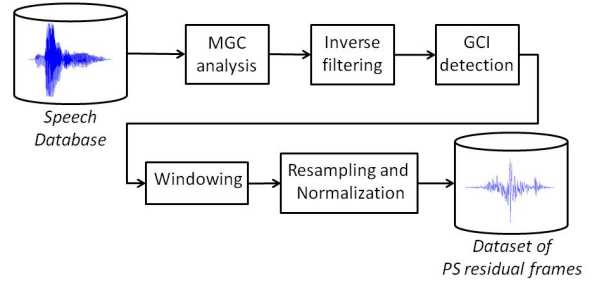 MGC
analysis
Inverse
filtering
GCI
detection
Speech
Database
Windowing
Resampling and
Normalization
Dataset of
PS residual frames